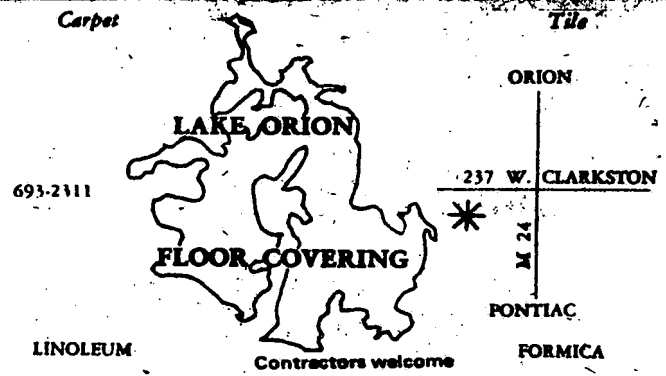 Carpet Tile
ORION
LAKE ORION
237 W. CLARKSTON
693-2311
M 24
FLOOR COVERING
PONTIAC
LINOLEUM FORMICA
Contractors welcome